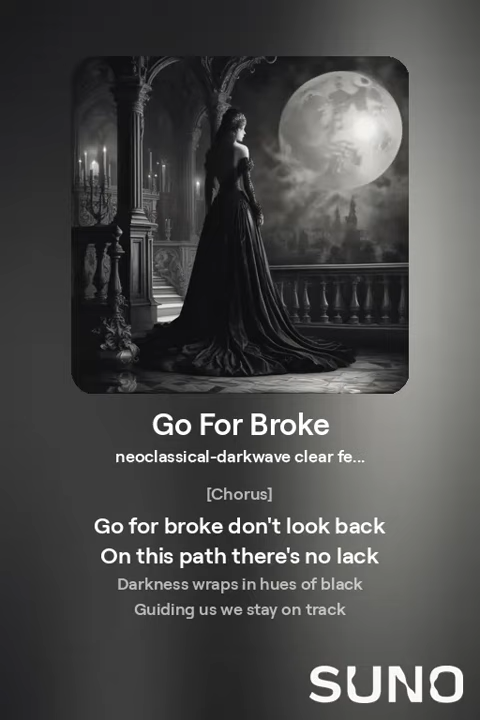 Go For Broke
neoclassical-darkwave clear fe...
[Chorus]
Go for broke don't look back
On this path there's no lack
Darkness wraps in hues of black
Guiding us we stay on track
SUNO